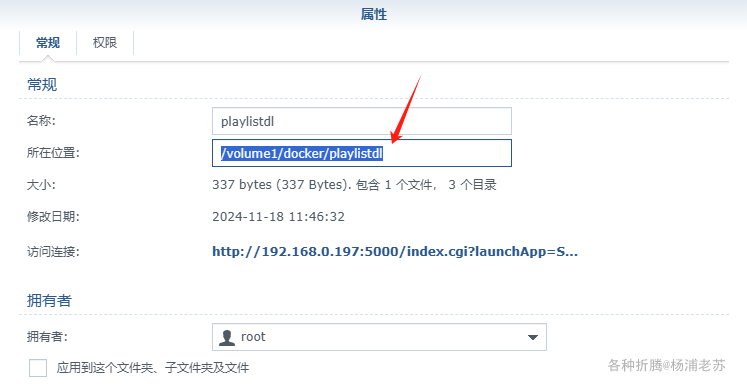 属性
常规 权限
常规
名称： playlistdl
所在位置： /volume1/docker/playlistdl
大小： 337 bytes (337 Bytes). 包含 1 个文件， 3 个目录
修改日期： 2024-11-18 11:46:32
访问连接： http://192.168.0.197:5000/index.cgi?launchApp=S...
拥有者
拥有者： root
应用到这个文件夹、子文件夹及文件
各种折腾@杨浦老苏